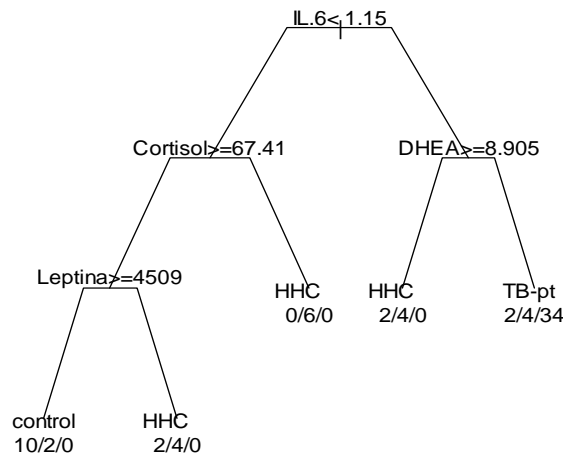 IL.6< 1.15
Cortisol>=67.41
DHEA>=8.905
Leptina>=4509
HHC
0/6/0
HHC
2/4/0
TB-pt
2/4/34
control
10/2/0
HHC
2/4/0